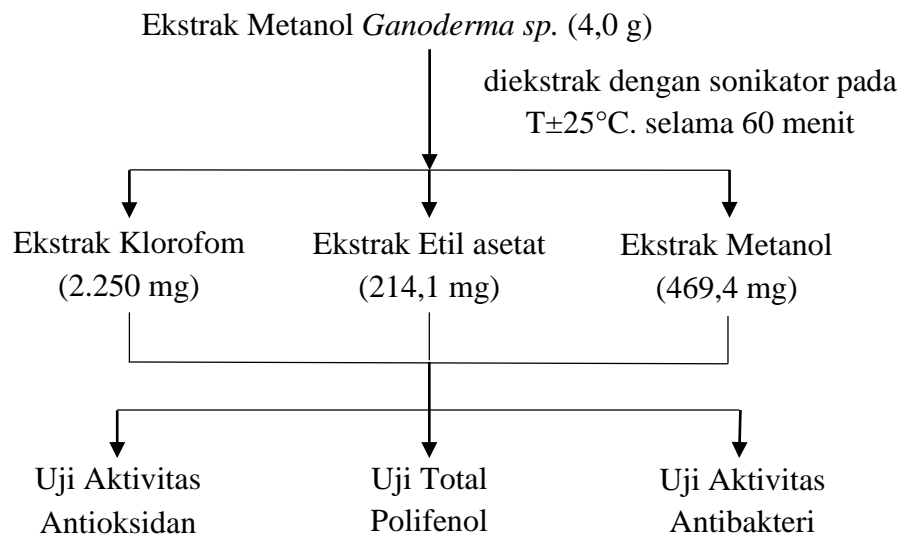 Ekstrak Metanol Ganoderma sp. (4,0 g)
diekstrak dengan sonikator pada
T±25°C. selama 60 menit
Ekstrak Klorofom
(2.250 mg)
Ekstrak Etil asetat
(214,1 mg)
Ekstrak Metanol
(469,4 mg)
Uji Aktivitas
Antioksidan
Uji Total
Polifenol
Uji Aktivitas
Antibakteri